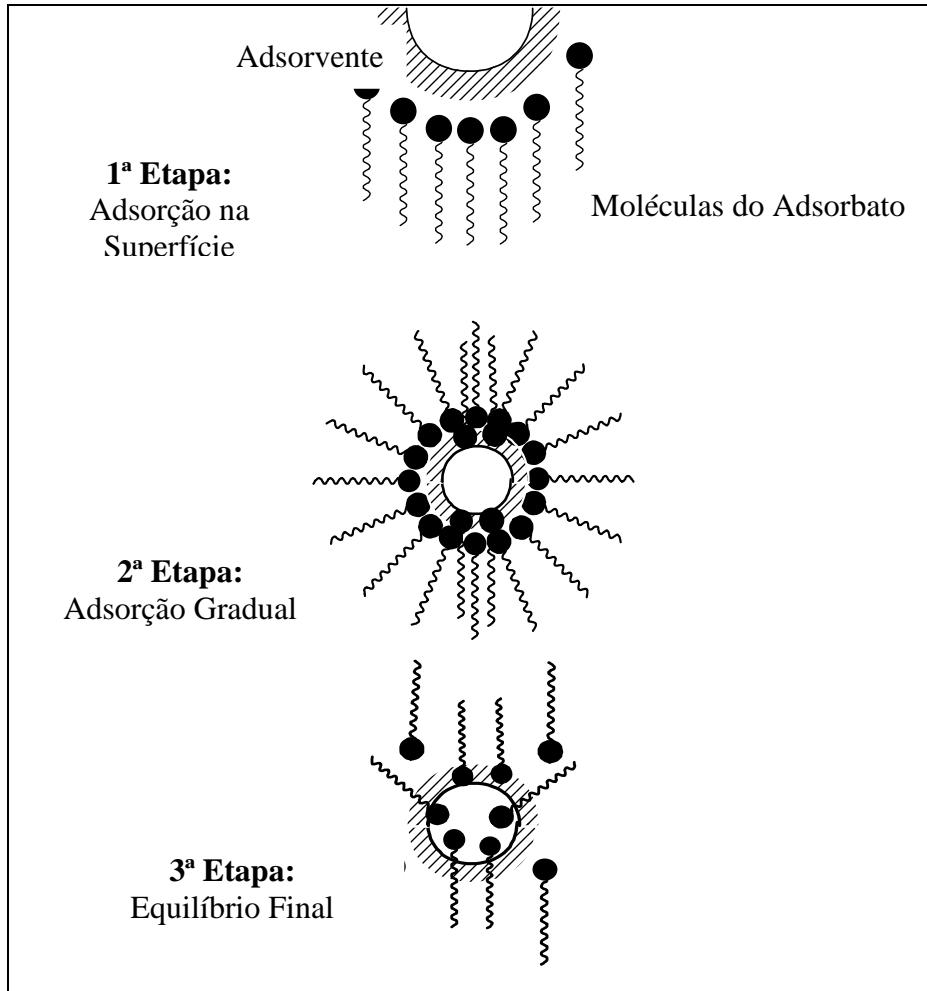 Adsorvente
1ª Etapa:
Adsorção na
Superfície
Moléculas do Adsorbato
2ª Etapa:
Adsorção Gradual
3ª Etapa:
Equilíbrio Final